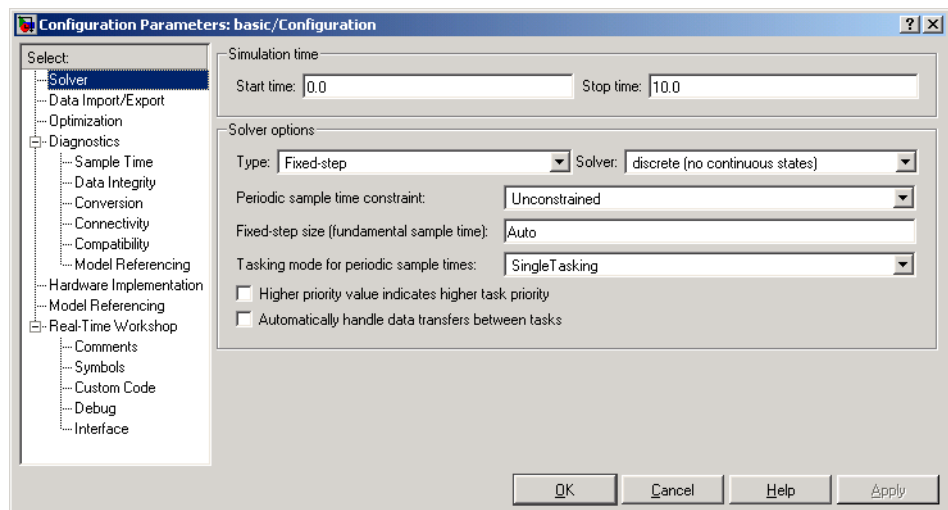 Configuration Parameters: basic/Configuration
Select:
Solver
Data Import/Export
Optimization
Diagnostics
Sample Time
Data Integrity
Conversion
Connectivity
Compatibility
Model Referencing
Hardware Implementation
Model Referencing
Real-Time Workshop
Comments
Symbols
Custom Code
Debug
Interface
Simulation time
Start time: 0.0 Stop time: 10.0
Solver options
Type: Fixed-step Solver: discrete (no continuous states)
Periodic sample time constraint: Unconstrained
Fixed-step size (fundamental sample time): Auto
Tasking mode for periodic sample times: SingleTasking
Higher priority value indicates higher task priority
Automatically handle data transfers between tasks
OK Cancel Help Apply